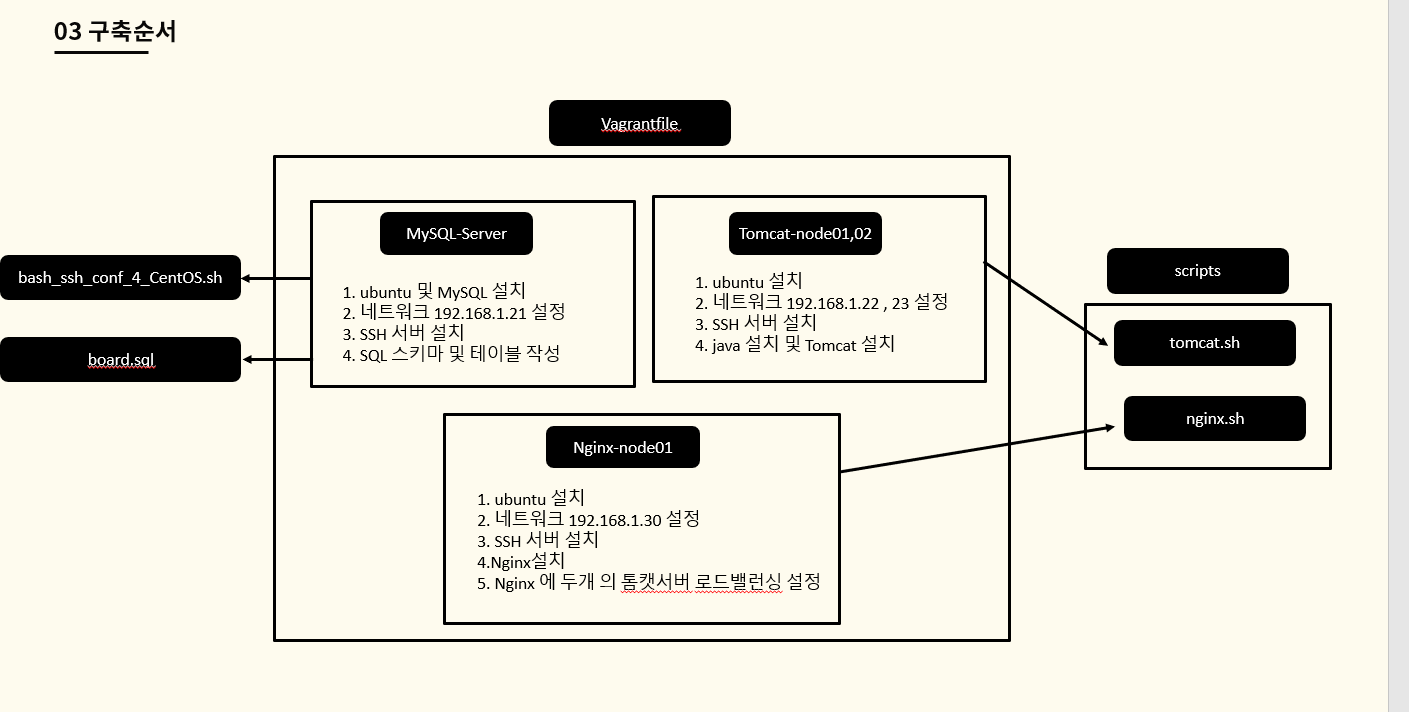 03 구축순서
Vagrantfile
MySQL-Server
1. ubuntu 및 MySQL 설치
2. 네트워크 192.168.1.21 설정
3. SSH 서버 설치
4. SQL 스키마 및 테이블 작성
Tomcat-node01,02
1. ubuntu 설치
2. 네트워크 192.168.1.22 , 23 설정
3. SSH 서버 설치
4. java 설치 및 Tomcat 설치
bash_ssh_conf_4_CentOS.sh
board.sql
scripts
tomcat.sh
nginx.sh
Nginx-node01
1. ubuntu 설치
2. 네트워크 192.168.1.30 설정
3. SSH 서버 설치
4.Nginx설치
5. Nginx 에 두개 의 톰캣서버 로드밸런싱 설정